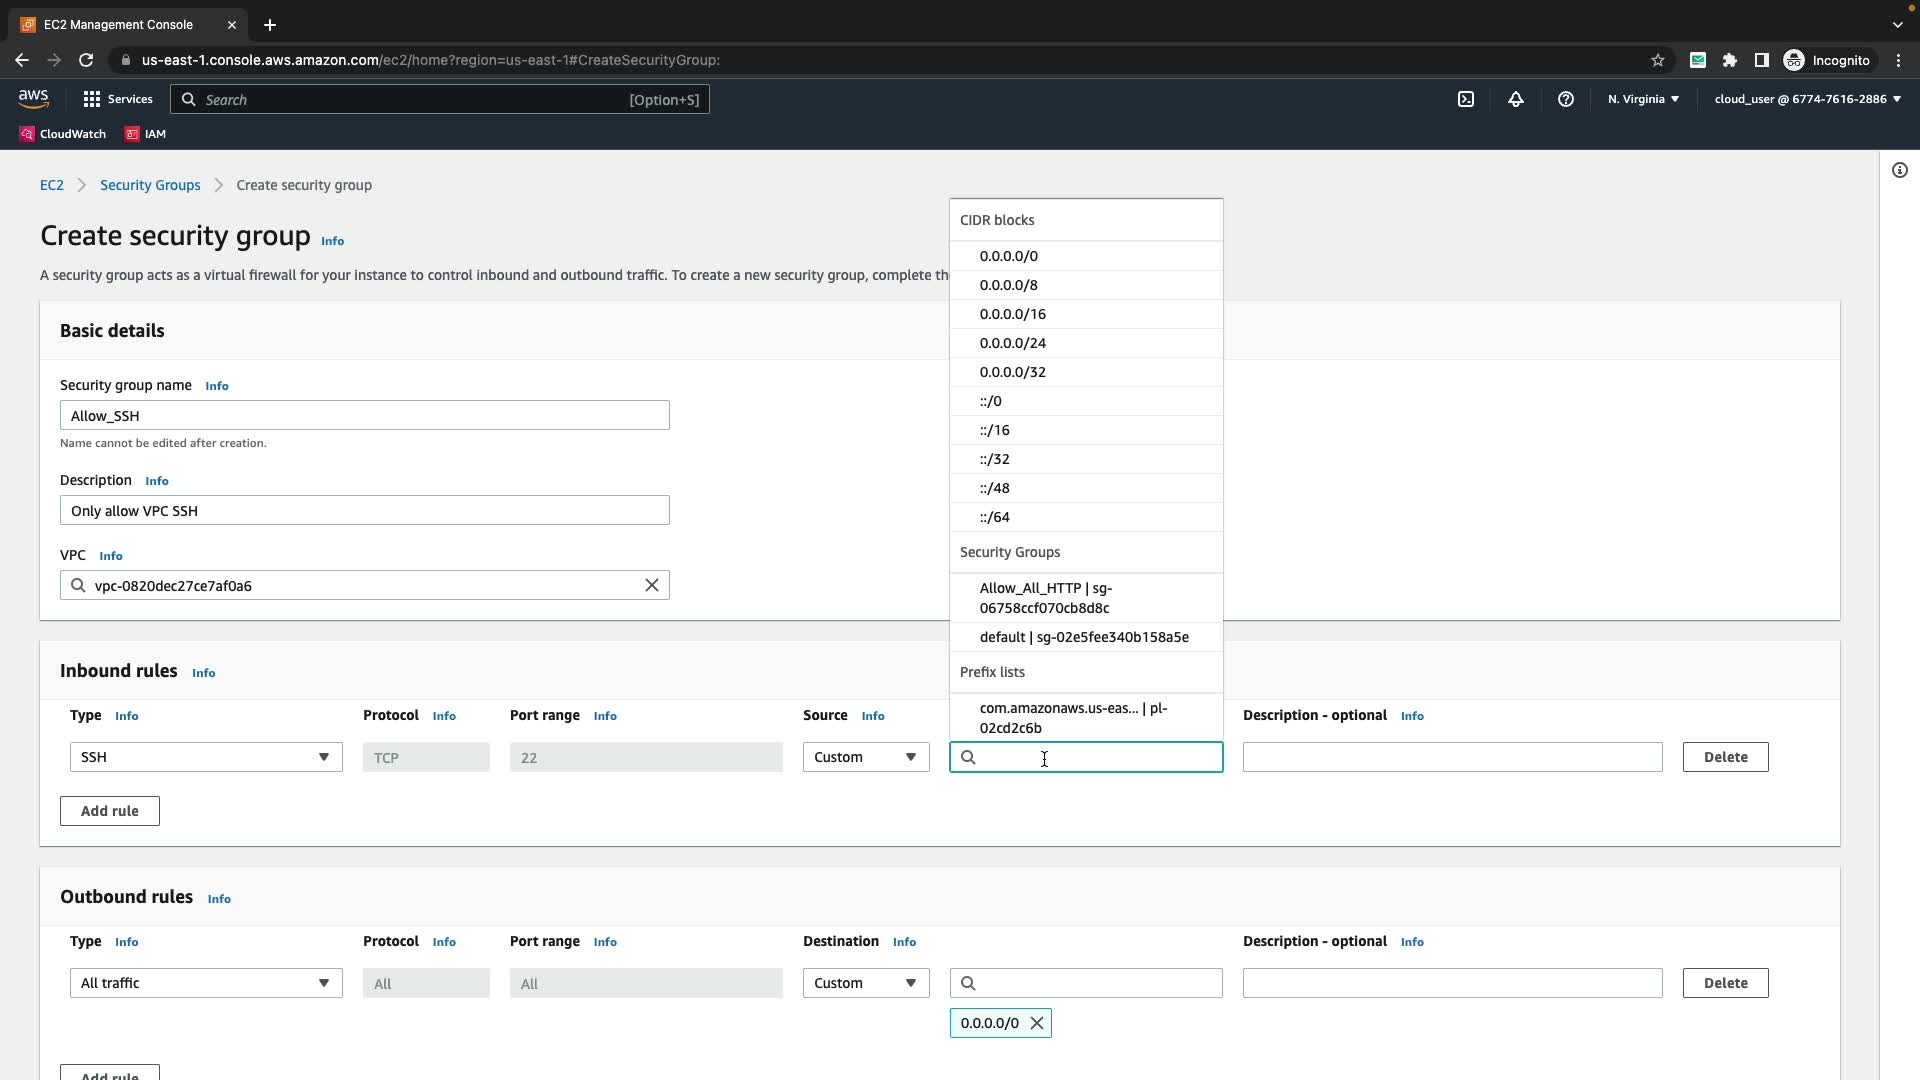 EC2 Management Console
us-east-1.console.aws.amazon.com/ec2/home?region=us-east-1#CreateSecurityGroup:
Incognito
aws
Services
Search
[Option+S]
N. Virginia
cloud_user @ 6774-7616-2886
CloudWatch
IAM
EC2
Security Groups
Create security group
Create security group Info
A security group acts as a virtual firewall for your instance to control inbound and outbound traffic. To create a new security group, complete th
Basic details
Security group name Info
Allow_SSH
Name cannot be edited after creation.
Description Info
Only allow VPC SSH
VPC Info
vpc-0820dec27ce7af0a6
CIDR blocks
0.0.0.0/0
0.0.0.0/8
0.0.0.0/16
0.0.0.0/24
0.0.0.0/32
::/0
::/16
::/32
::/48
::/64
Security Groups
Allow_All_HTTP | sg-
06758ccf070cb8d8c
default | sg-02e5fee340b158a5e
Prefix lists
com.amazonaws.us-eas... | pl-
02cd2c6b
Inbound rules Info
Type Info
Protocol Info
Port range Info
Source Info
Description - optional Info
SSH
TCP
22
Custom
Delete
Add rule
Outbound rules Info
Type Info
Protocol Info
Port range Info
Destination Info
Description - optional Info
All traffic
All
All
Custom
Delete
0.0.0.0/0
Add rule